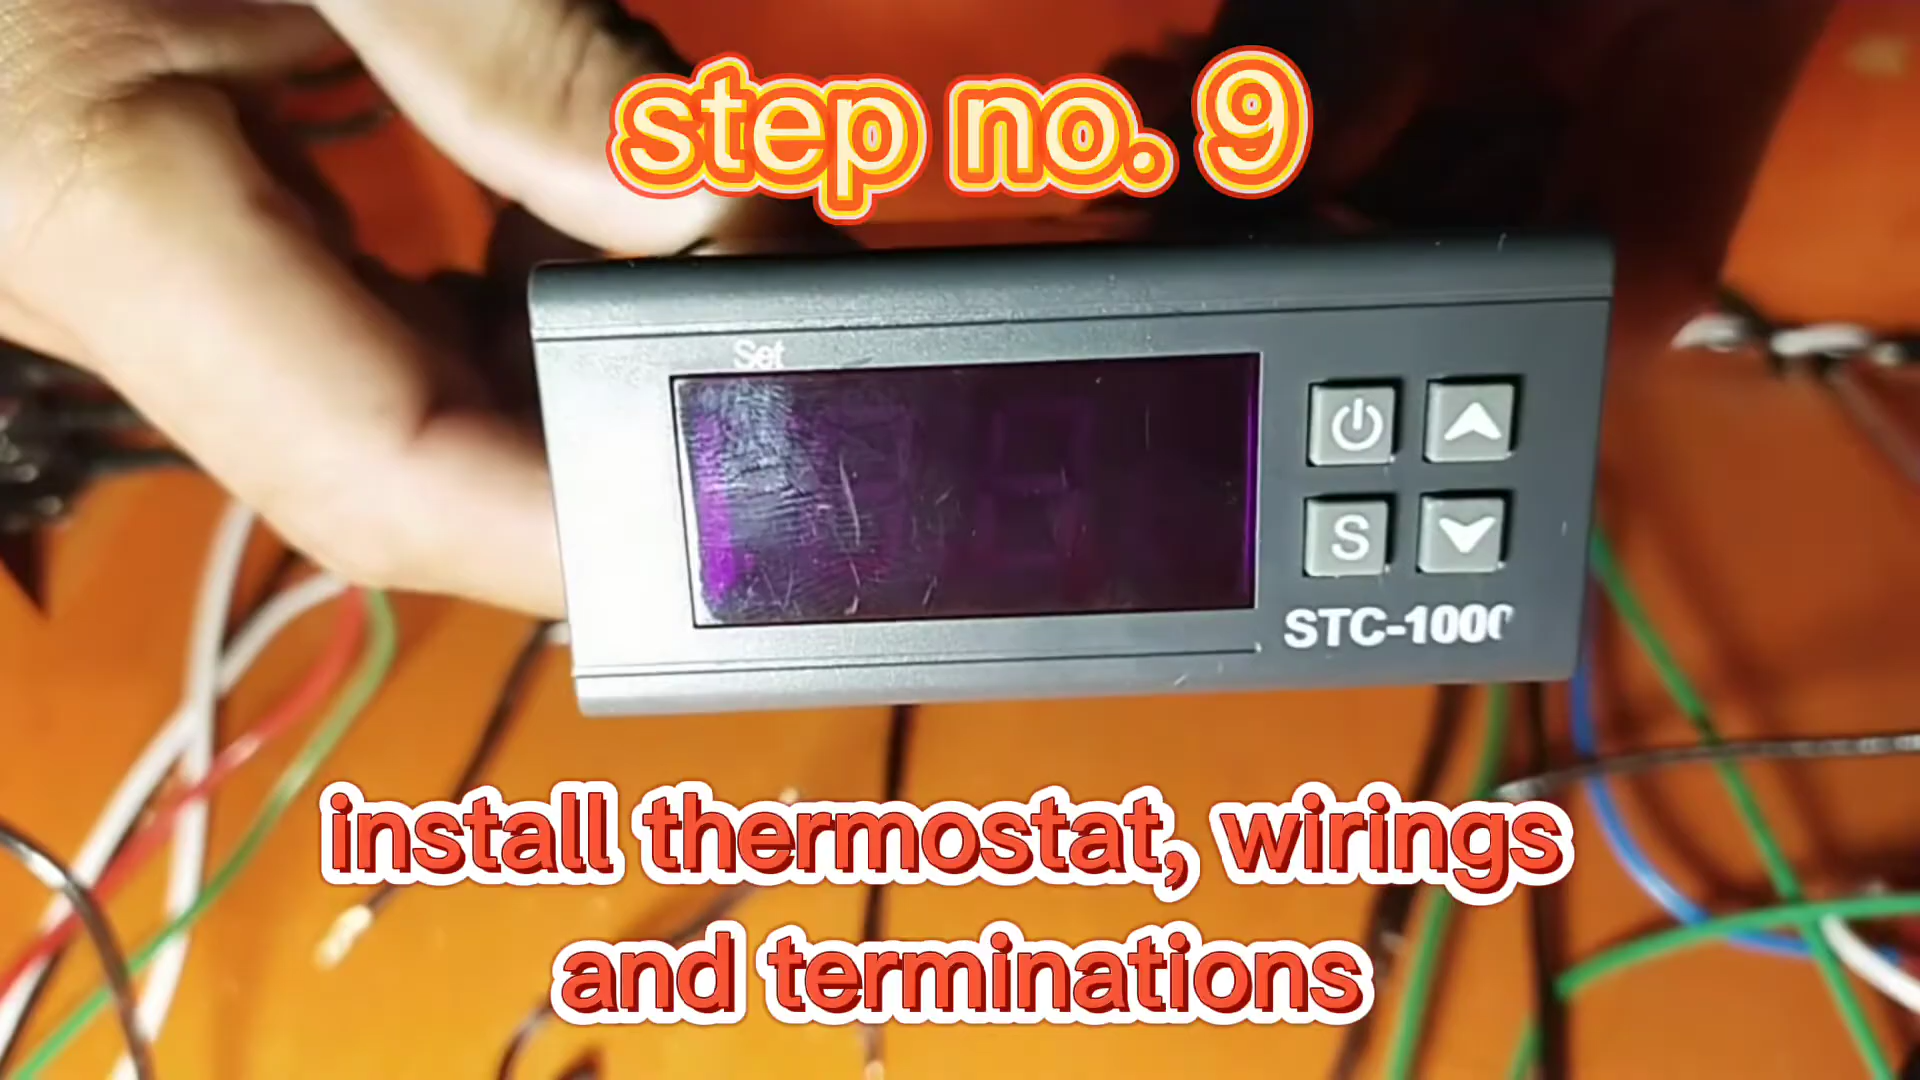 step no. 9
Set
S
STC-1000
install thermostat, wirings
and terminations